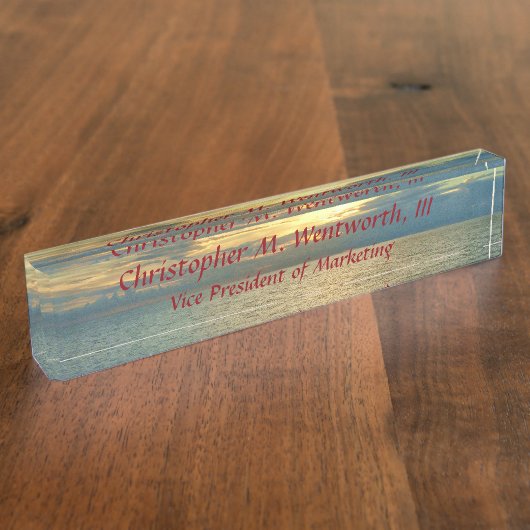 Christopher M. Wentworth, III
Vice President of Marketing